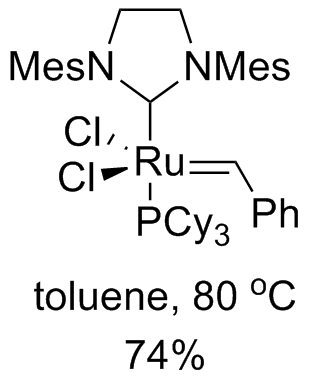 MesN NMes
Cl
Cl Ru
Ph
PCy3
toluene, 80 °C
74%